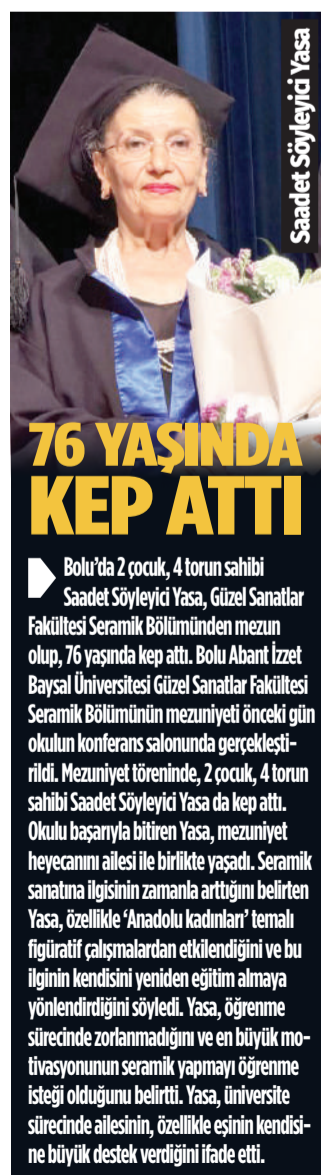 Saadet Söyleyici Yasa
76 YAŞINDA
KEP ATTI
Bolu'da 2 çocuk, 4 torun sahibi
Saadet Söyleyici Yasa, Güzel Sanatlar
Fakültesi Seramik Bölümünden mezun
olup, 76 yaşında kep attı. Bolu Abant İzzet
Baysal Üniversitesi Güzel Sanatlar Fakültesi
Seramik Bölümünün mezuniyeti önceki gün
okulun konferans salonunda gerçekleşti-
rildi. Mezuniyet töreninde, 2 çocuk, 4 torun
sahibi Saadet Söyleyici Yasa da kep attı.
Okulu başarıyla bitiren Yasa, mezuniyet
heyecanını ailesi ile birlikte yaşadı. Seramik
sanatına ilgisinin zamanla arttığını belirten
Yasa, özellikle ‘Anadolu kadınları’ temalı
figüratif çalışmalardan etkilendiğini ve bu
ilginin kendisini yeniden eğitim almaya
yönlendirdiğini söyledi. Yasa, öğrenme
sürecinde zorlanmadığını ve en büyük mo-
tivasyonunun seramik yapmayı öğrenme
isteği olduğunu belirtti. Yasa, üniversite
sürecinde ailesinin, özellikle eşinin kendisi-
ne büyük destek verdiğini ifade etti.